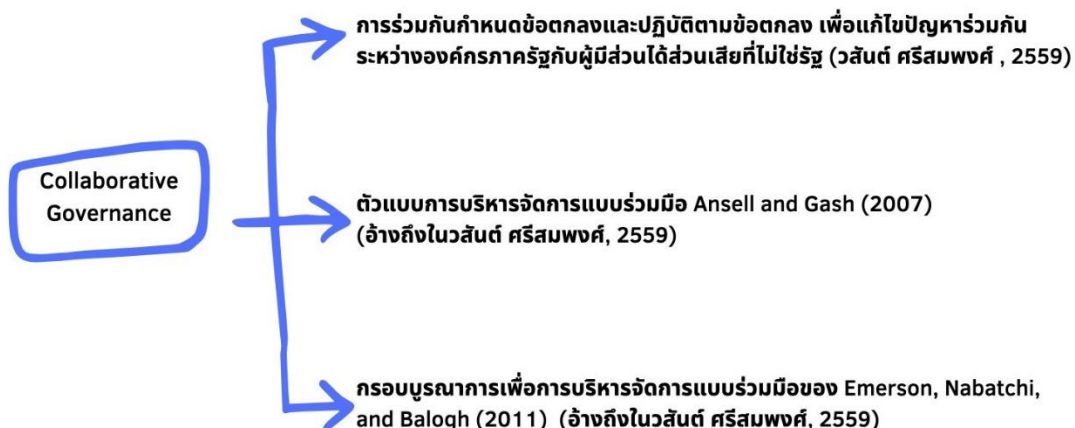 การร่วมกันกำหนดข้อตกลงและปฏิบัติตามข้อตกลง เพื่อแก้ไขปัญหาร่วมกัน
ระหว่างองค์กรภาครัฐกับผู้มีส่วนได้ส่วนเสียที่ไม่ใช่รัฐ (วสันต์ ศรีสมพงศ์ , 2559)
Collaborative
Governance
ตัวแบบการบริหารจัดการแบบร่วมมือ Ansell and Gash (2007)
(อ้างถึงในวสันต์ ศรีสมพงศ์, 2559)
กรอบบูรณาการเพื่อการบริหารจัดการแบบร่วมมือของ Emerson, Nabatchi,
and Balogh (2011) (อ้างถึงในวสันต์ ศรีสมพงศ์, 2559)